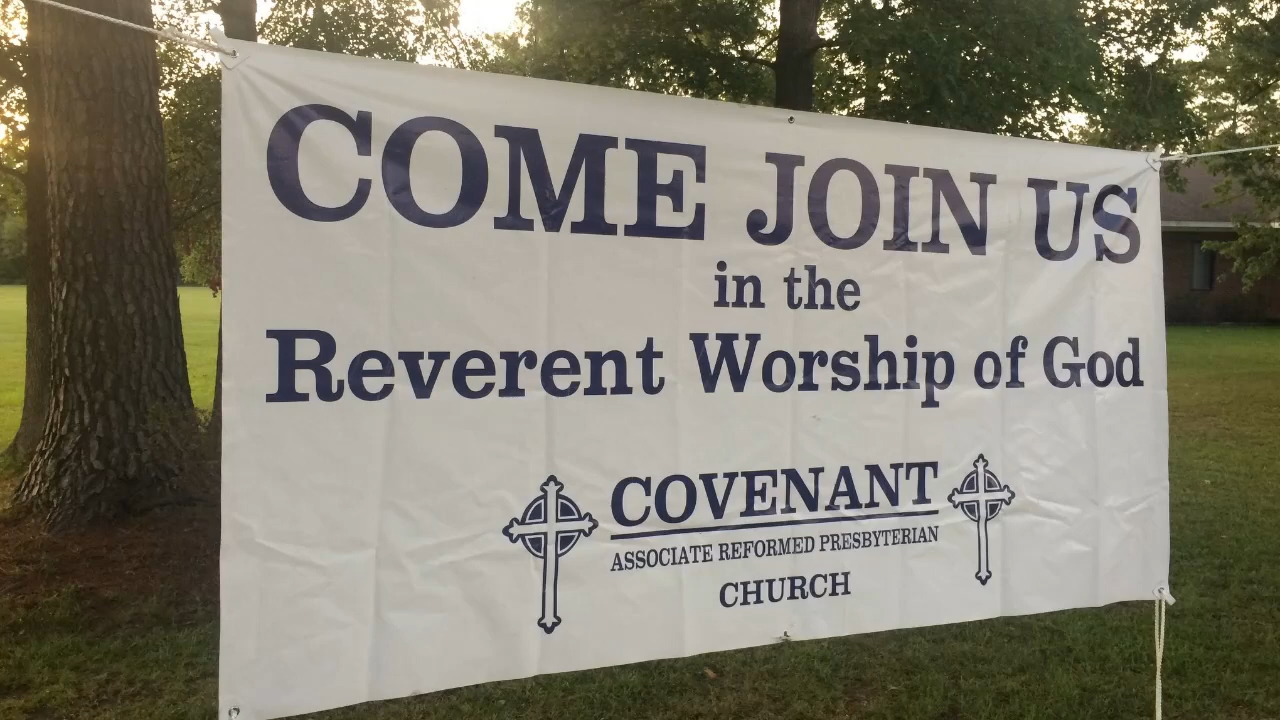 COME JOIN US
in the
Reverent Worship of God
COVENANT
ASSOCIATE REFORMED PRESBYTERIAN
CHURCH